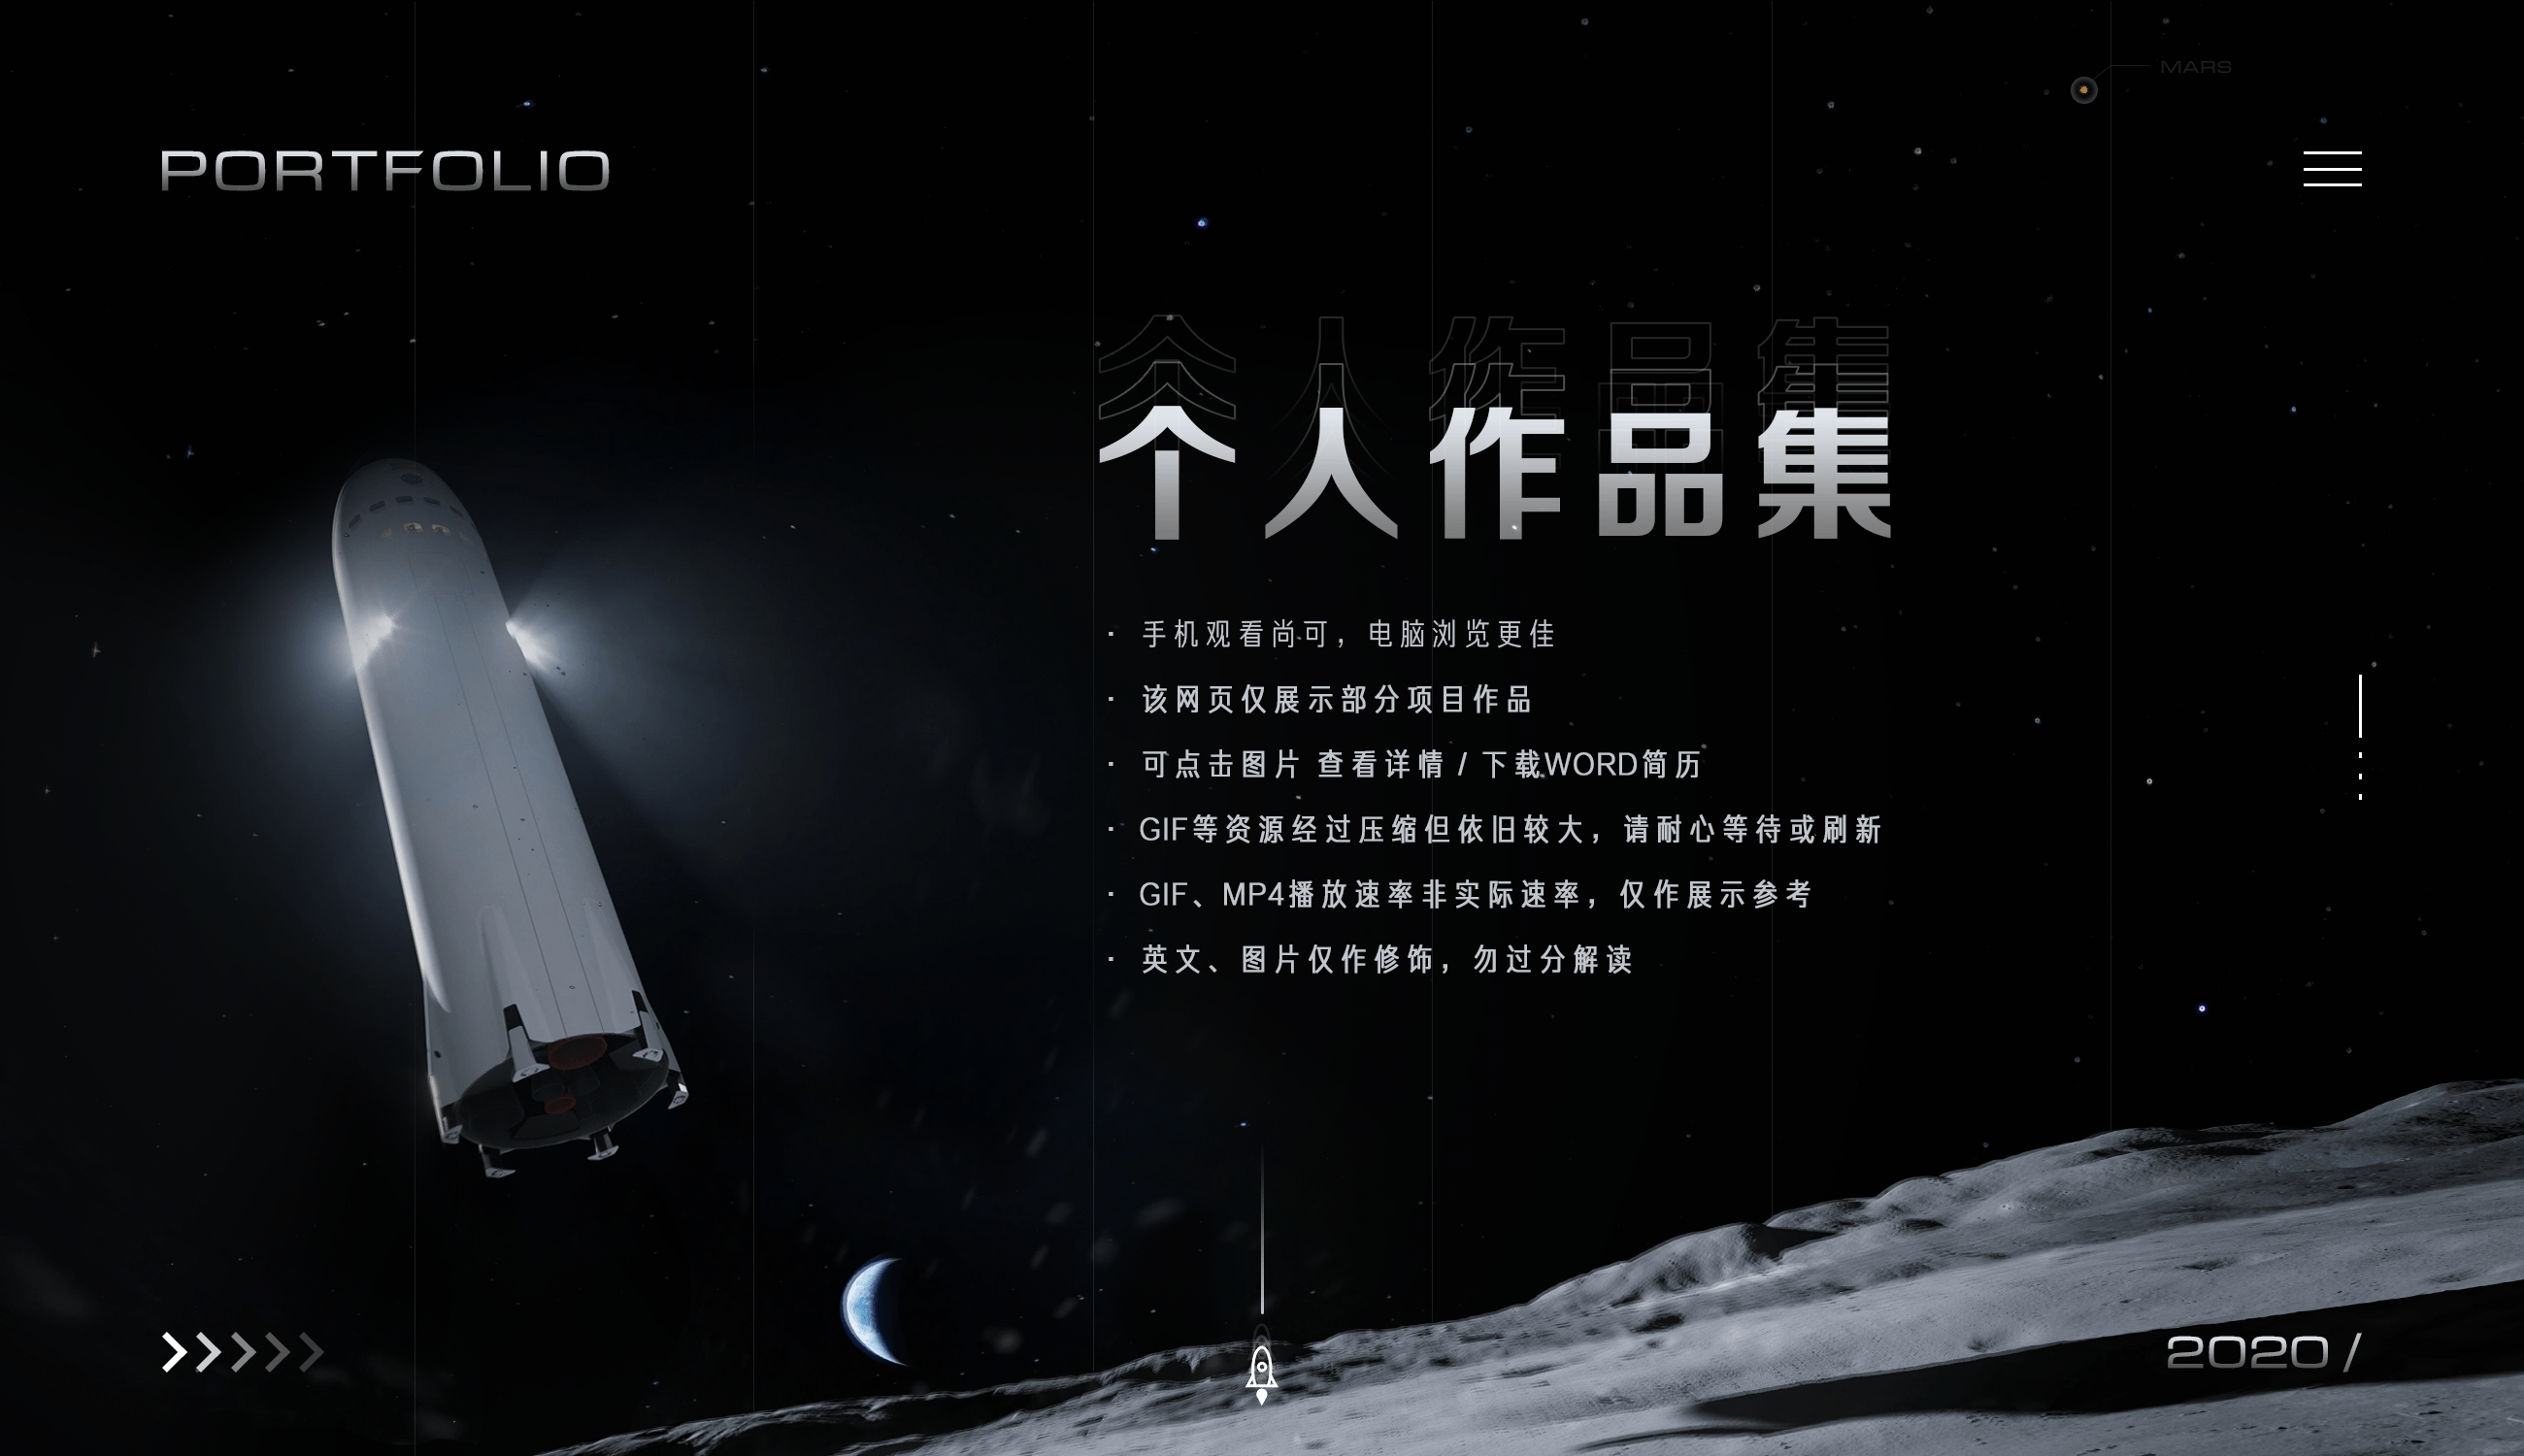 MARS
PORTFOLIO
个人作品集
· 手机观看尚可，电脑浏览更佳
· 该网页仅展示部分项目作品
· 可点击图片 查看详情 / 下载WORD简历
· GIF等资源经过压缩但依旧较大，请耐心等待或刷新
· GIF、MP4播放速率非实际速率，仅作展示参考
· 英文、图片仅作修饰，勿过分解读
2020 /